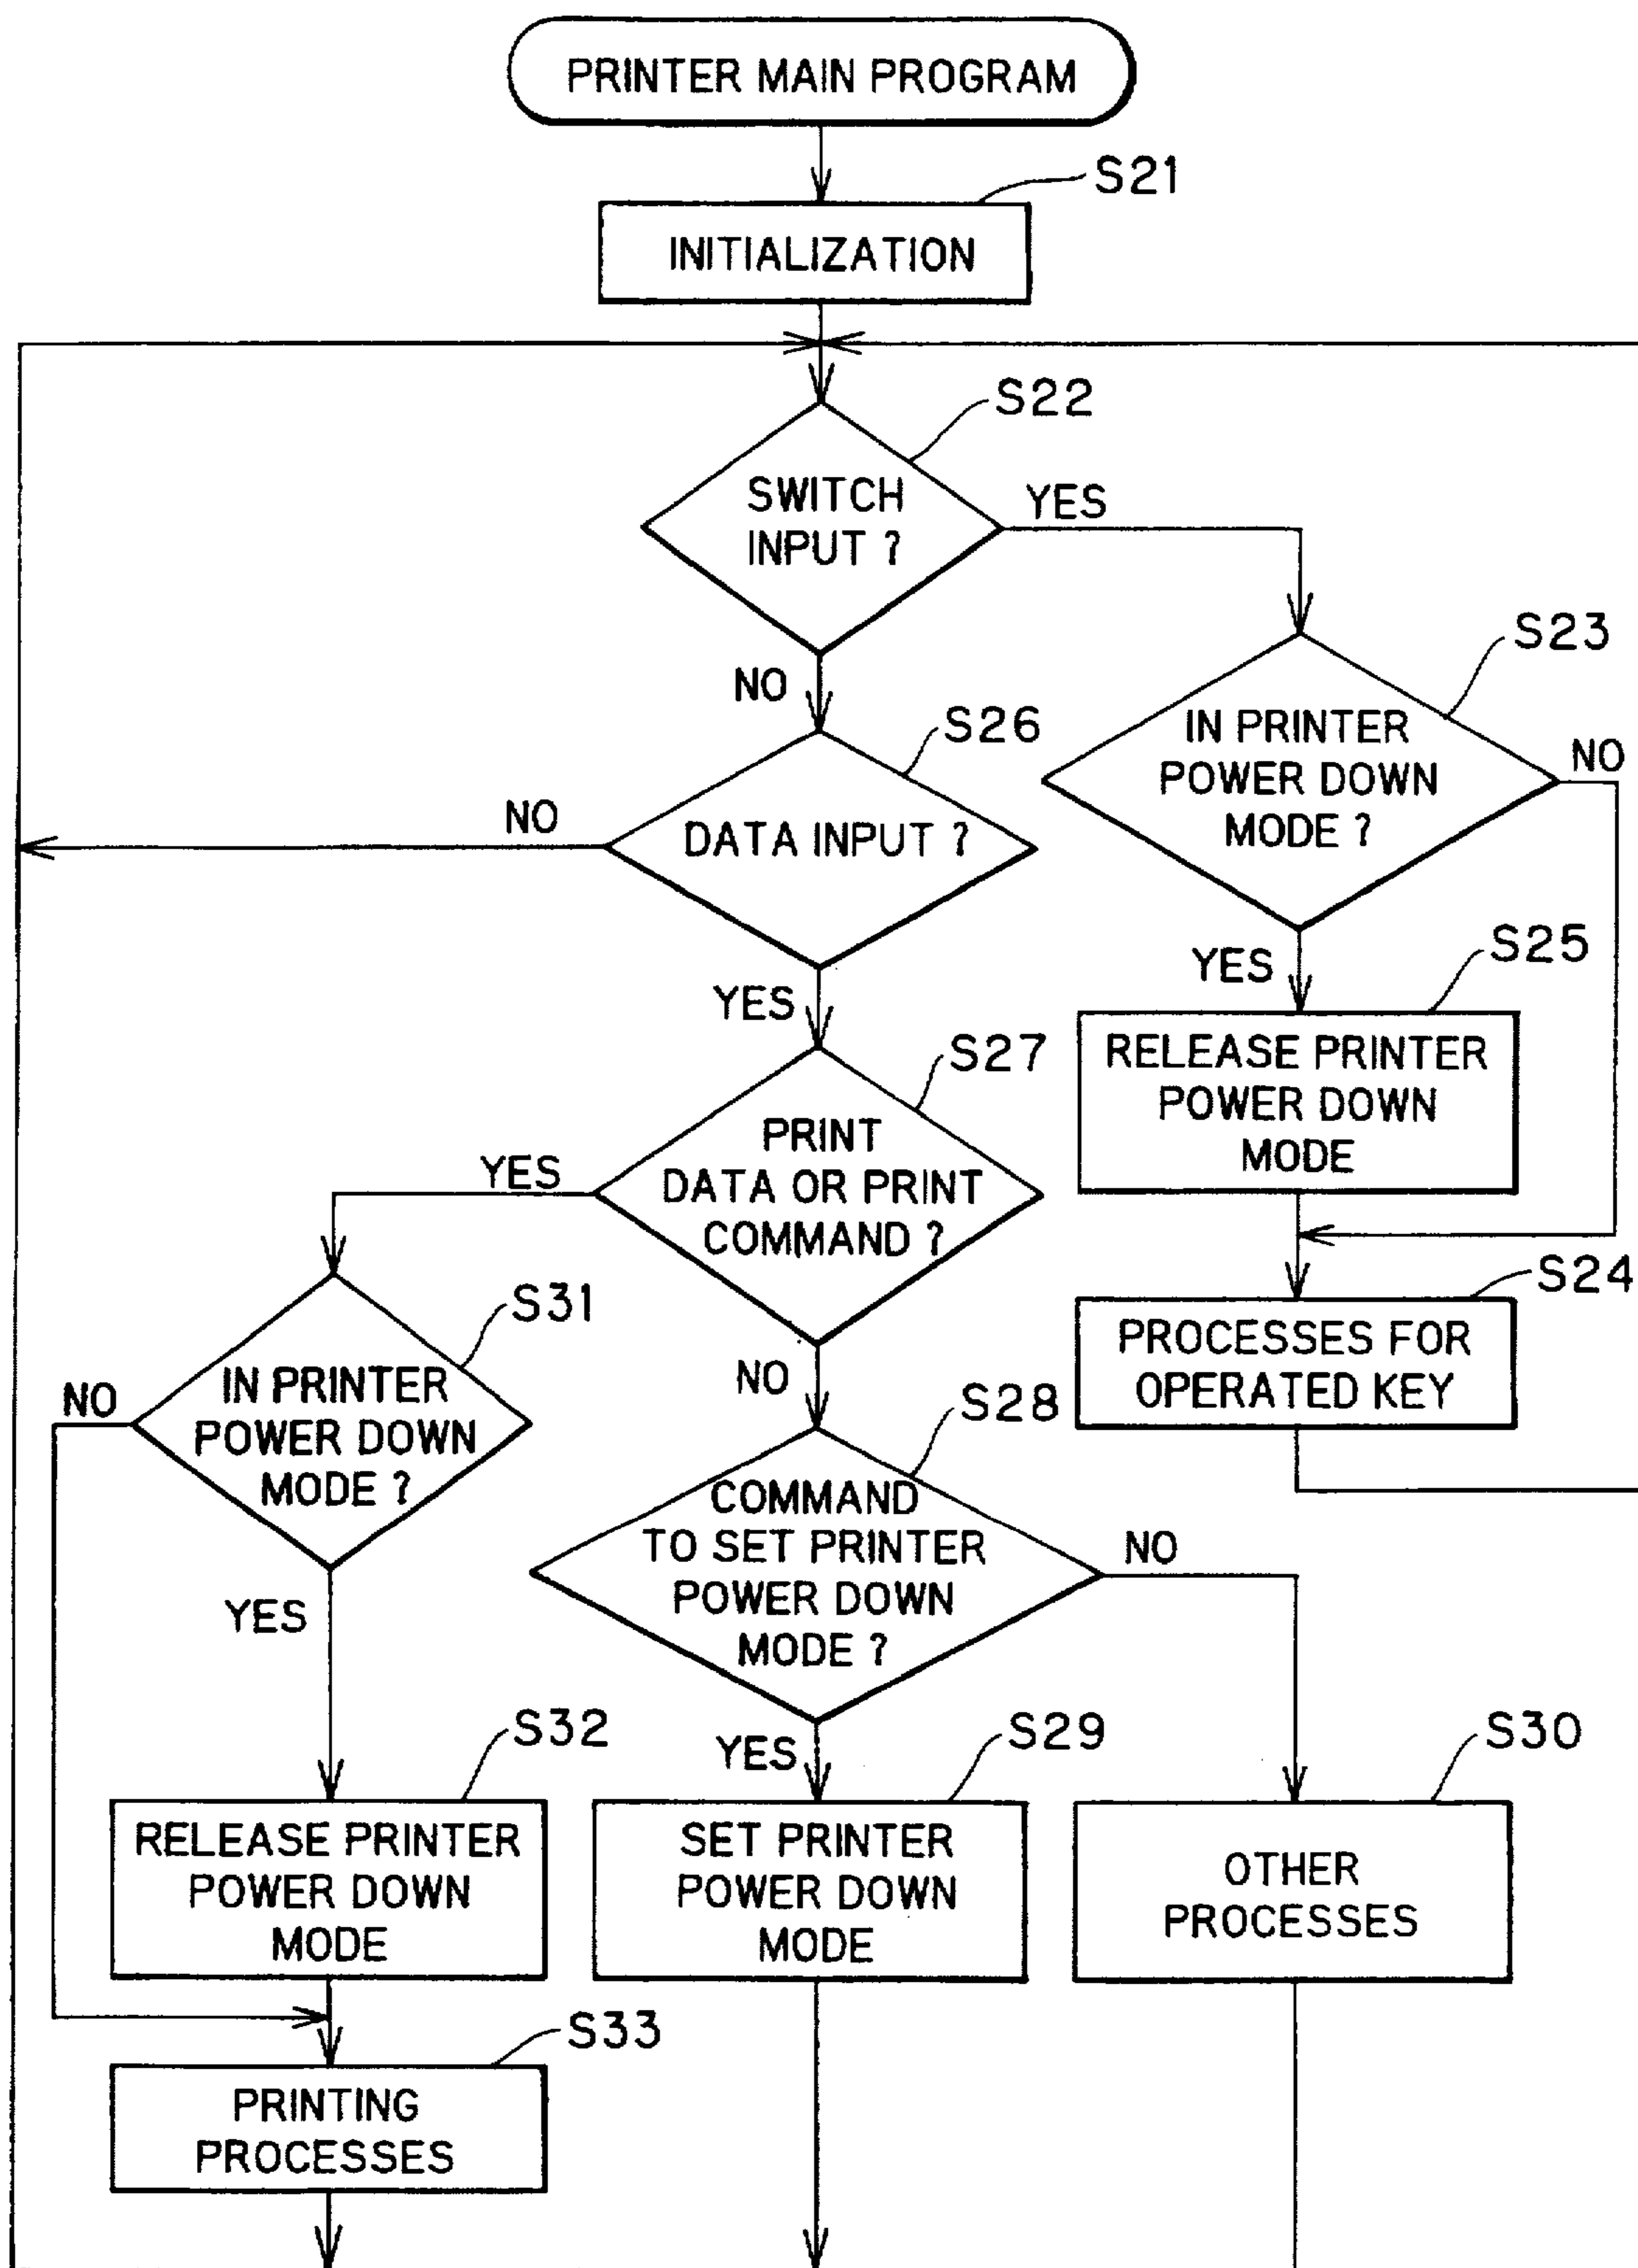 PRINTER MAIN PROGRAM
S21
INITIALIZATION
S22
SWITCH
INPUT ?
YES
NO
S23
IN PRINTER
POWER DOWN
MODE ?
NO
YES
S26
DATA INPUT ?
NO
YES
S25
RELEASE PRINTER
POWER DOWN
MODE
S27
PRINT
DATA OR PRINT
COMMAND ?
YES
NO
S24
PROCESSES FOR
OPERATED KEY
S31
IN PRINTER
POWER DOWN
MODE ?
NO
YES
S28
COMMAND
TO SET PRINTER
POWER DOWN
MODE ?
NO
YES
S32
RELEASE PRINTER
POWER DOWN
MODE
S29
SET PRINTER
POWER DOWN
MODE
S30
OTHER
PROCESSES
S33
PRINTING
PROCESSES